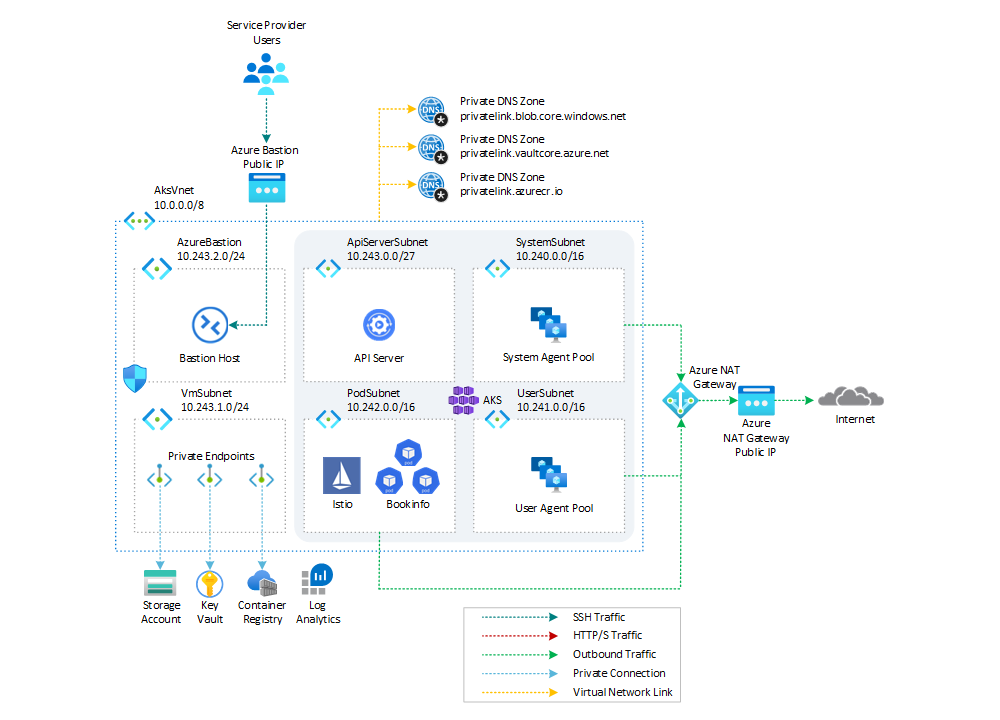 Service Provider
Users
Private DNS Zone
privatelink.blob.core.windows.net
Private DNS Zone
privatelink.vaultcore.azure.net
Private DNS Zone
privatelink.azurecr.io
DNS
DNS
DNS
Azure Bastion
Public IP
AksVnet
10.0.0.0/8
AzureBastion
10.243.2.0/24
Bastion Host
ApiServerSubnet
10.243.0.0/27
API Server
SystemSubnet
10.240.0.0/16
System Agent Pool
VmSubnet
10.243.1.0/24
Private Endpoints
PodSubnet
10.242.0.0/16
Istio
pod
pod
pod
Bookinfo
AKS
UserSubnet
10.241.0.0/16
User Agent Pool
Azure NAT
Gateway
Azure
NAT Gateway
Public IP
Internet
Storage
Account
Key
Vault
Container
Registry
Log
Analytics
SSH Traffic
HTTP/S Traffic
Outbound Traffic
Private Connection
Virtual Network Link